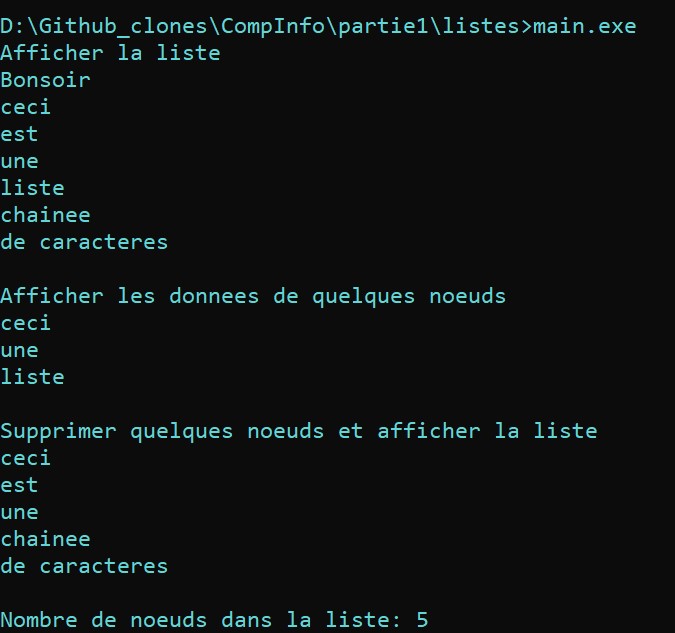 D:\Github_clones\CompInfo\partie1\listes>main.exe
Afficher la liste
Bonsoir
ceci
est
une
liste
chainee
de caracteres
Afficher les donnees de quelques noeuds
ceci
une
liste
Supprimer quelques noeuds et afficher la liste
ceci
est
une
chainee
de caracteres
Nombre de noeuds dans la liste: 5